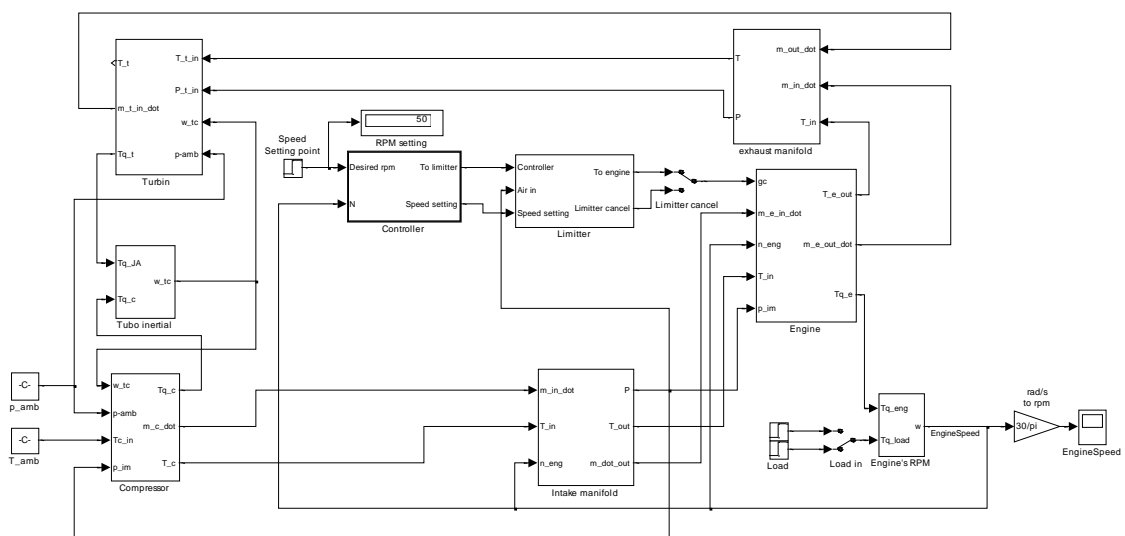 m_out_dot
T
m_in_dot
P
T_in
exhaust manifold
T_t
T_t_in
P_t_in
m_t_in_dot
w_tc
Tq_t
p-amb
Turbin
50
RPM setting
Speed
Setting point
Desired rpm
To limitter
N
Speed setting
Controller
Controller
To engine
Air in
Limitter cancel
Speed setting
Limitter
Limitter cancel
gc
T_e_out
m_e_in_dot
n_eng
m_e_out_dot
T_in
Tq_e
p_im
Engine
Tq_JA
w_tc
Tq_c
Tubo inertial
-C-
p_amb
-C-
T_amb
w_tc
Tq_c
p-amb
m_c_dot
Tc_in
T_c
p_im
Compressor
m_in_dot
P
T_in
T_out
n_eng
m_dot_out
Intake manifold
Load
Load in
Tq_eng
w
Tq_load
Engine's RPM
EngineSpeed
rad/s
to rpm
30/pi
EngineSpeed